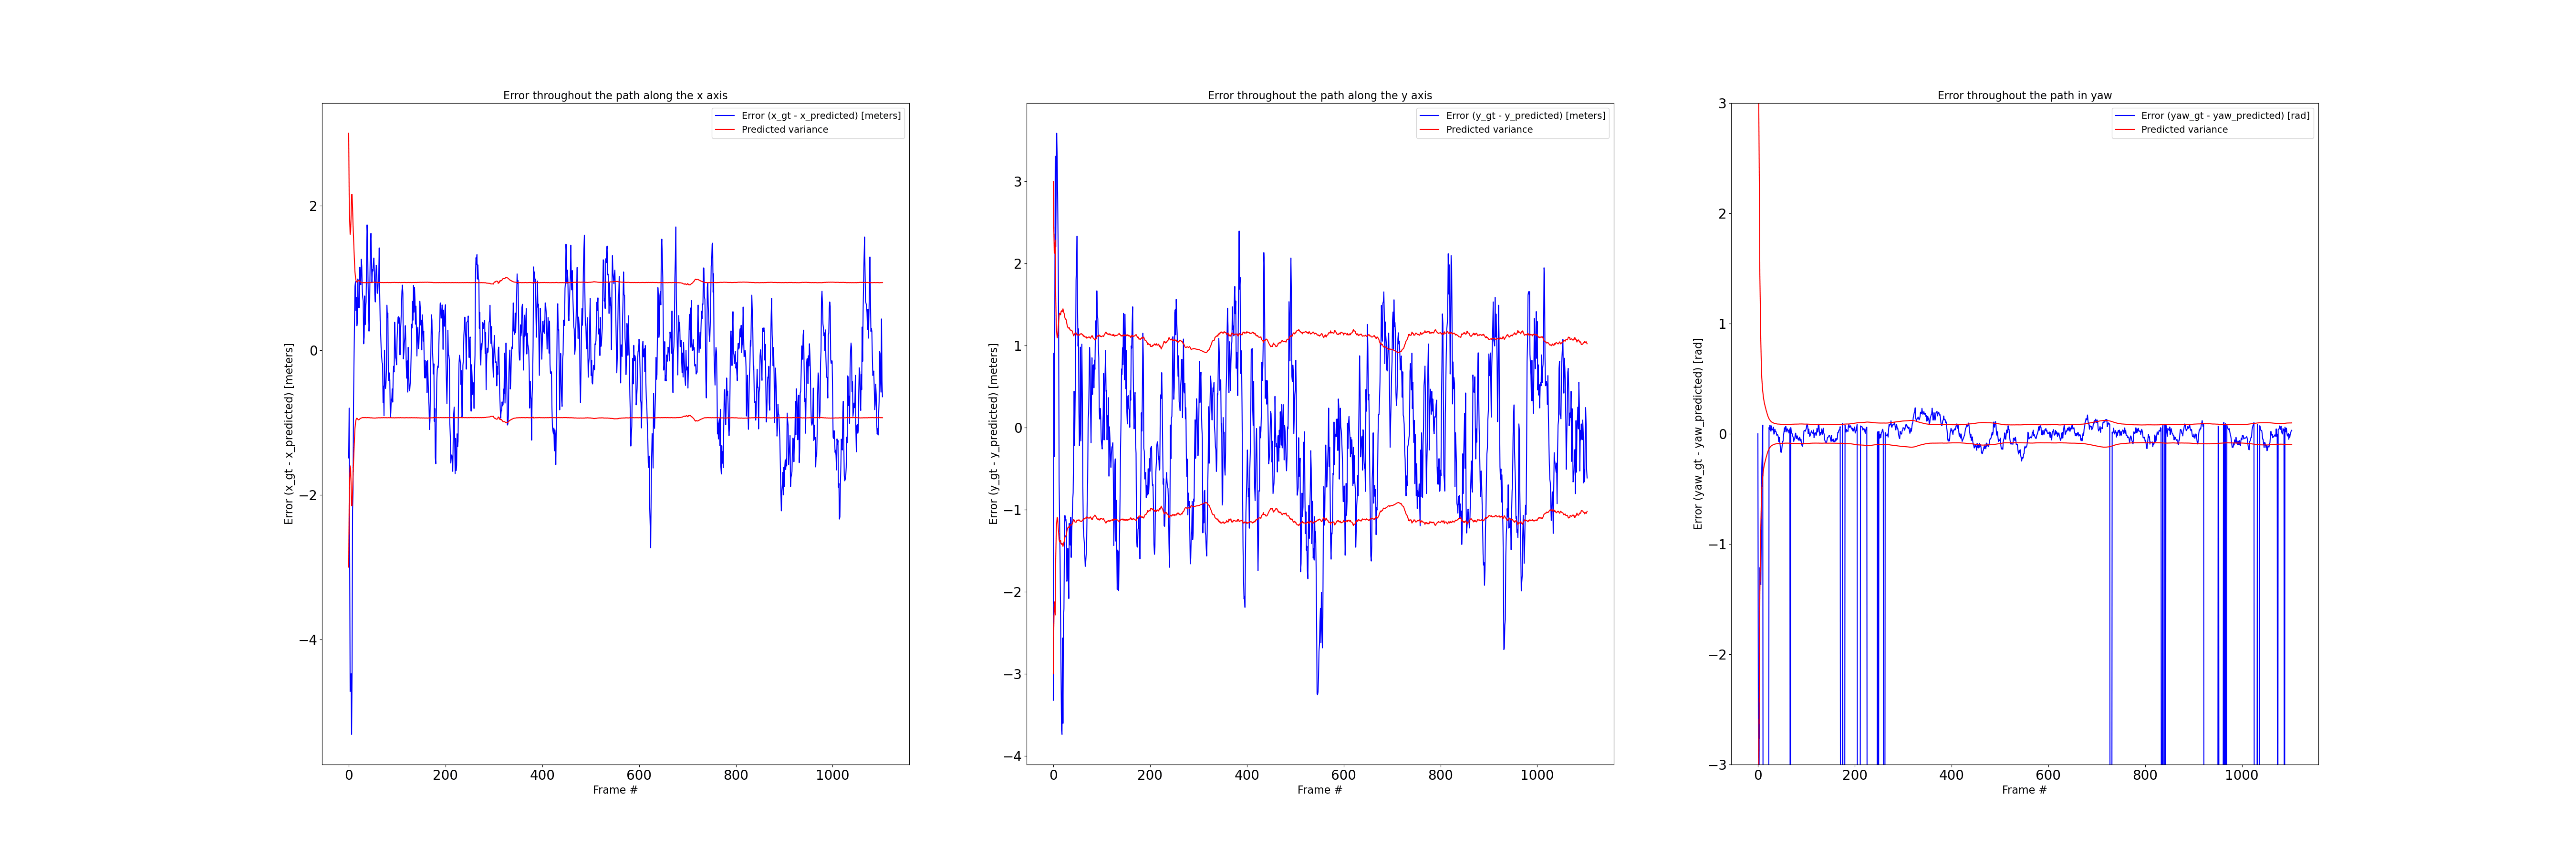 Error throughout the path along the x axis
Error (x_gt - x_predicted) [meters]
Predicted variance
2
0
−2
−4
Error (x_gt - x_predicted) [meters]
0 200 400 600 800 1000
Frame #
Error throughout the path along the y axis
Error (y_gt - y_predicted) [meters]
Predicted variance
3
2
1
0
−1
−2
−3
−4
Error (y_gt - y_predicted) [meters]
0 200 400 600 800 1000
Frame #
Error throughout the path in yaw
Error (yaw_gt - yaw_predicted) [rad]
Predicted variance
3
2
1
0
−1
−2
−3
Error (yaw_gt - yaw_predicted) [rad]
0 200 400 600 800 1000
Frame #